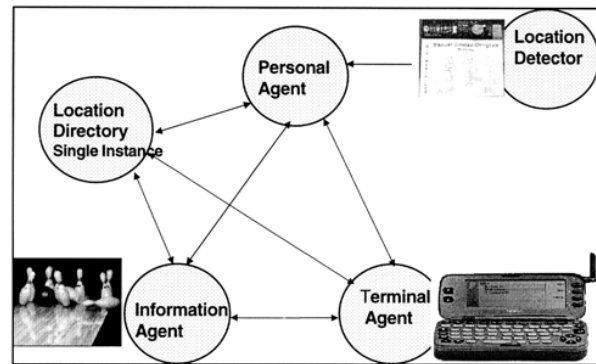 Location
Detector
Personal
Agent
Location
Directory
Single Instance
Information
Agent
Terminal
Agent